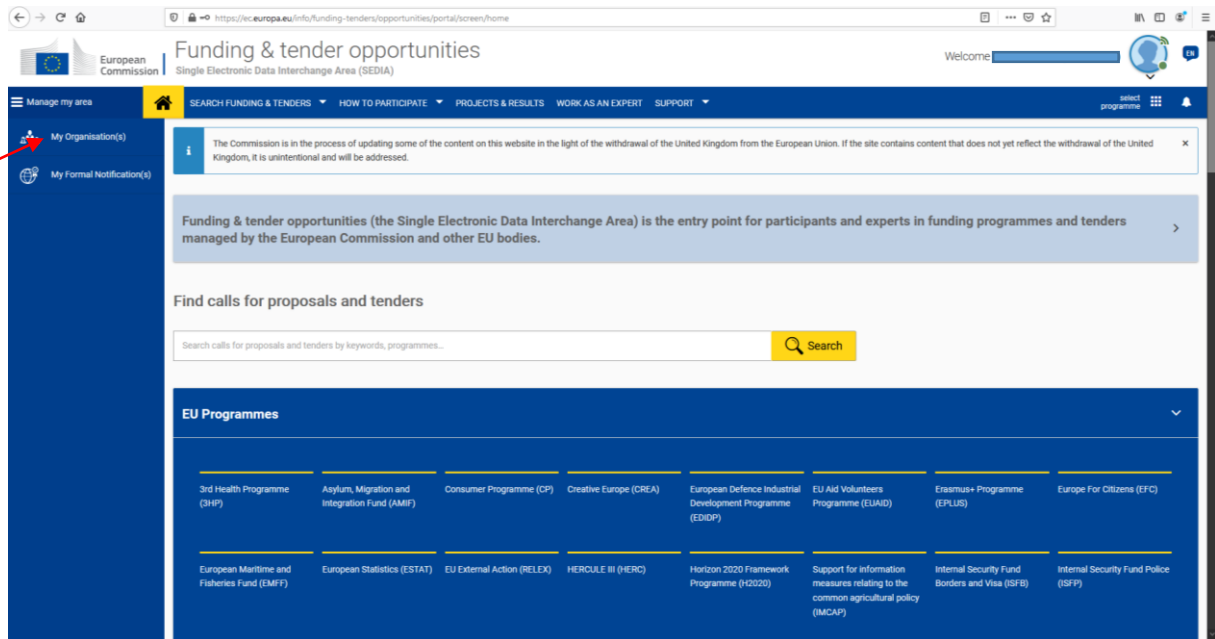 https://ec.europa.eu/info/funding-tenders/opportunities/portal/screen/home
European
Commission
Funding & tender opportunities
Single Electronic Data Interchange Area (SEDIA)
Welcome
EN
Manage my area
SEARCH FUNDING & TENDERS
HOW TO PARTICIPATE
PROJECTS & RESULTS
WORK AS AN EXPERT
SUPPORT
select
programme
My Organisation(s)
My Formal Notification(s)
i
The Commission is in the process of updating some of the content on this website in the light of the withdrawal of the United Kingdom from the European Union. If the site contains content that does not yet reflect the withdrawal of the United
Kingdom, it is unintentional and will be addressed.
Funding & tender opportunities (the Single Electronic Data Interchange Area) is the entry point for participants and experts in funding programmes and tenders
managed by the European Commission and other EU bodies.
Find calls for proposals and tenders
Search calls for proposals and tenders by keywords, programmes...
Search
EU Programmes
3rd Health Programme
(3HP)
Asylum, Migration and
Integration Fund (AMIF)
Consumer Programme (CP)
Creative Europe (CREA)
European Defence Industrial
Development Programme
(EDIDP)
EU Aid Volunteers
Programme (EUAID)
Erasmus+ Programme
(EPLUS)
Europe For Citizens (EFC)
European Maritime and
Fisheries Fund (EMFF)
European Statistics (ESTAT)
EU External Action (RELEX)
HERCULE III (HERC)
Horizon 2020 Framework
Programme (H2020)
Support for information
measures relating to the
common agricultural policy
(IMCAP)
Internal Security Fund
Borders and Visa (ISFB)
Internal Security Fund Police
(ISFP)